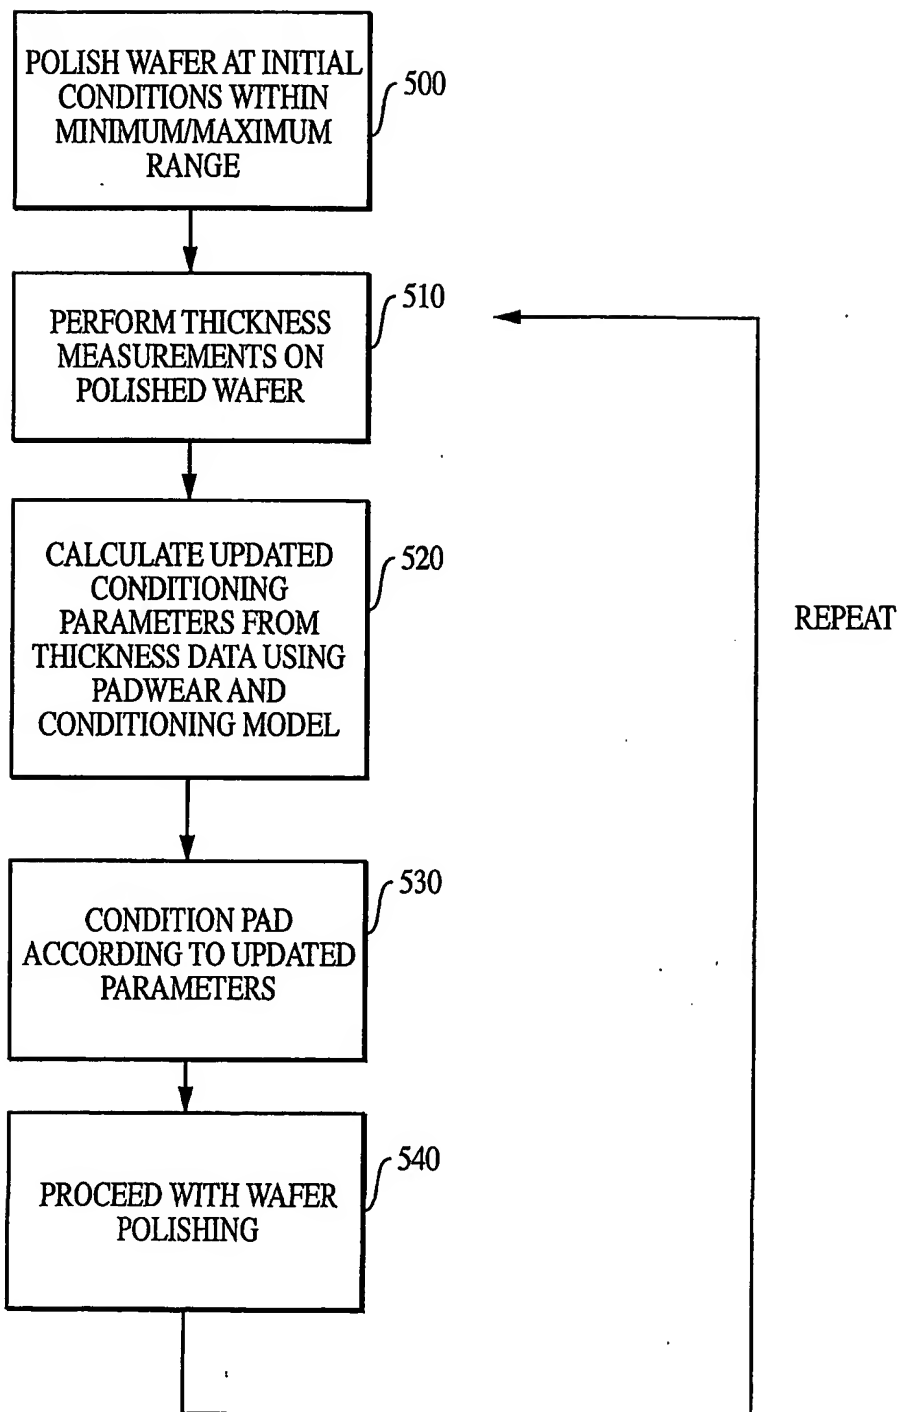 POLISH WAFER AT INITIAL
CONDITIONS WITHIN
MINIMUM/MAXIMUM
RANGE
500
PERFORM THICKNESS
MEASUREMENTS ON
POLISHED WAFER
510
CALCULATE UPDATED
CONDITIONING
PARAMETERS FROM
THICKNESS DATA USING
PADWEAR AND
CONDITIONING MODEL
520
REPEAT
CONDITION PAD
ACCORDING TO UPDATED
PARAMETERS
530
PROCEED WITH WAFER
POLISHING
540